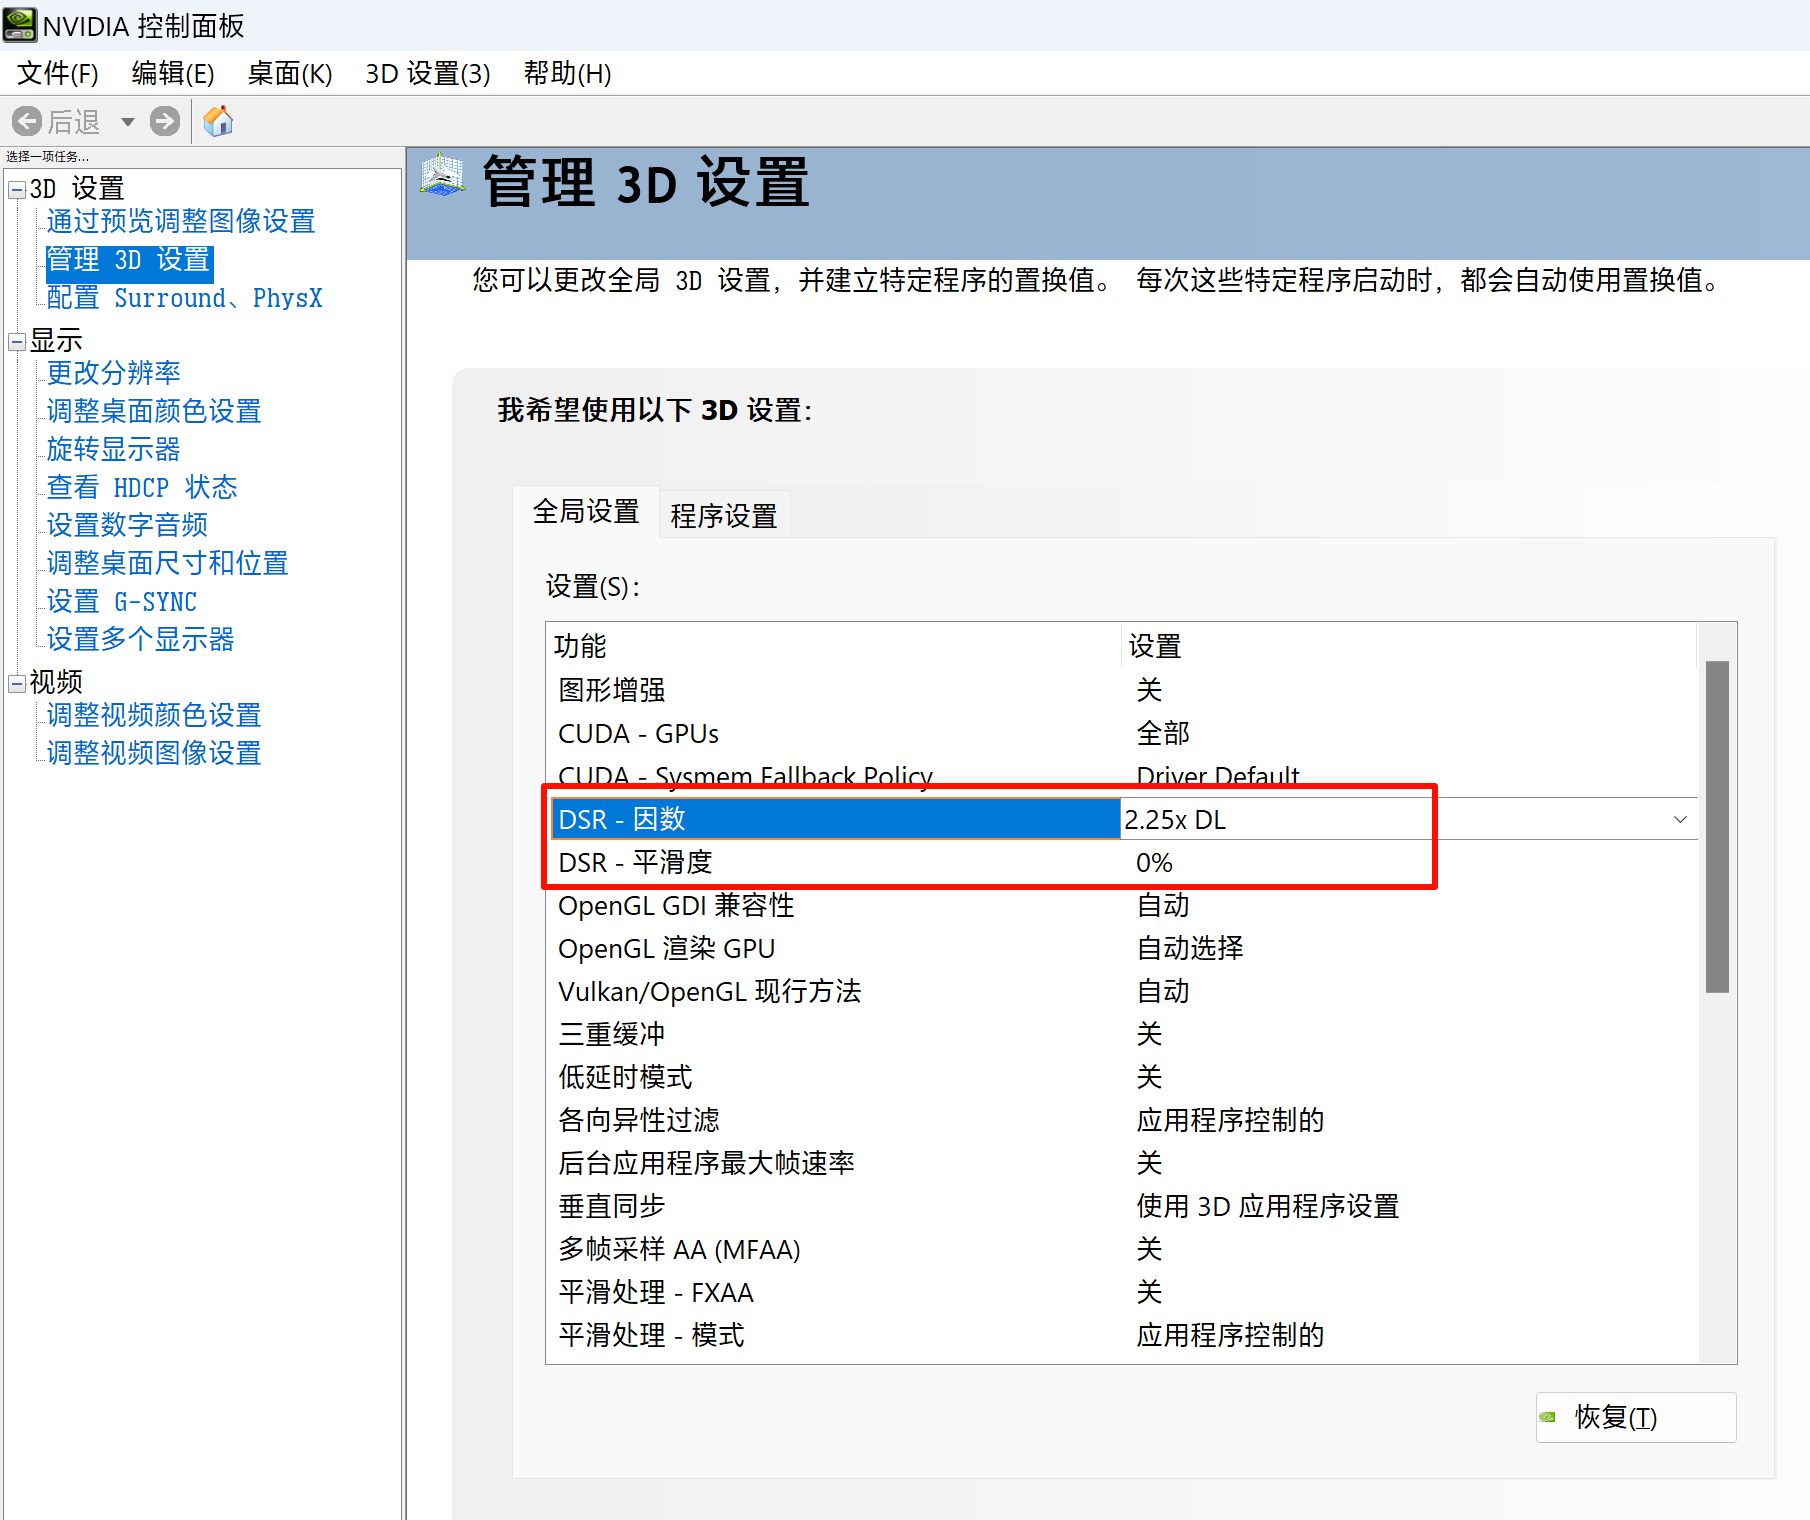 NVIDIA 控制面板
文件(F) 编辑(E) 桌面(K) 3D 设置(3) 帮助(H)
后退
选择一项任务...
3D 设置
通过预览调整图像设置
管理 3D 设置
配置 Surround、PhysX
显示
更改分辨率
调整桌面颜色设置
旋转显示器
查看 HDCP 状态
设置数字音频
调整桌面尺寸和位置
设置 G-SYNC
设置多个显示器
视频
调整视频颜色设置
调整视频图像设置
管理 3D 设置
您可以更改全局 3D 设置，并建立特定程序的置换值。 每次这些特定程序启动时，都会自动使用置换值。
我希望使用以下 3D 设置：
全局设置 程序设置
设置(S)：
功能 设置
图形增强 关
CUDA - GPUs 全部
CUDA - Sysmem Fallback Policy Driver Default
DSR - 因数 2.25x DL
DSR - 平滑度 0%
OpenGL GDI 兼容性 自动
OpenGL 渲染 GPU 自动选择
Vulkan/OpenGL 现行方法 自动
三重缓冲 关
低延时模式 关
各向异性过滤 应用程序控制的
后台应用程序最大帧速率 关
垂直同步 使用 3D 应用程序设置
多帧采样 AA (MFAA) 关
平滑处理 - FXAA 关
平滑处理 - 模式 应用程序控制的
恢复(T)